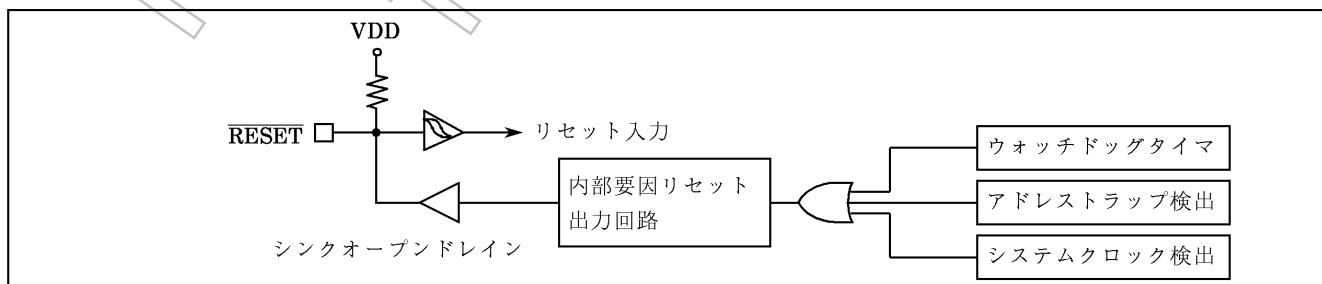 VDD
RESET
リセット入力
ウォッチドッグタイマ
内部要因リセット
出力回路
アドレストラップ検出
シンクオープンドレイン
システムクロック検出